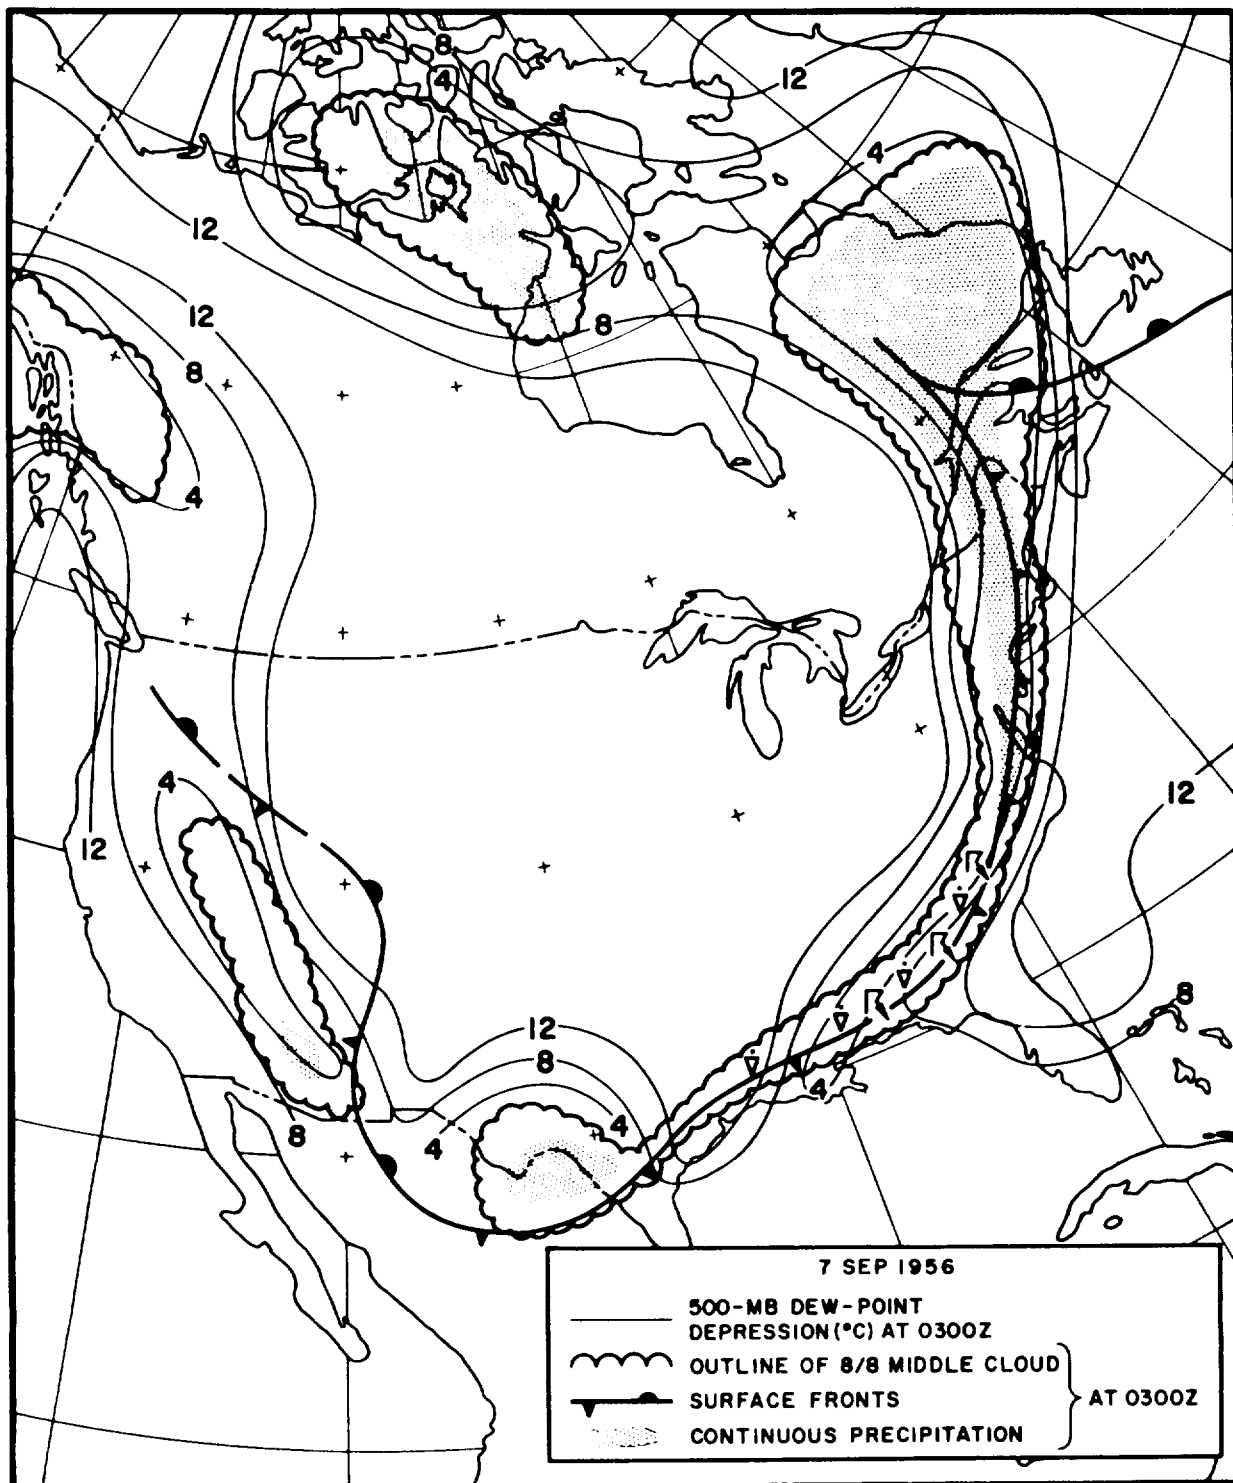 8
4
12
4
12
12
8
8
4
4
12
12
8
12
8
4
4
8
4
7 SEP 1956
500-MB DEW-POINT
DEPRESSION (°C) AT 0300Z
OUTLINE OF 8/8 MIDDLE CLOUD
SURFACE FRONTS
AT 0300Z
CONTINUOUS PRECIPITATION